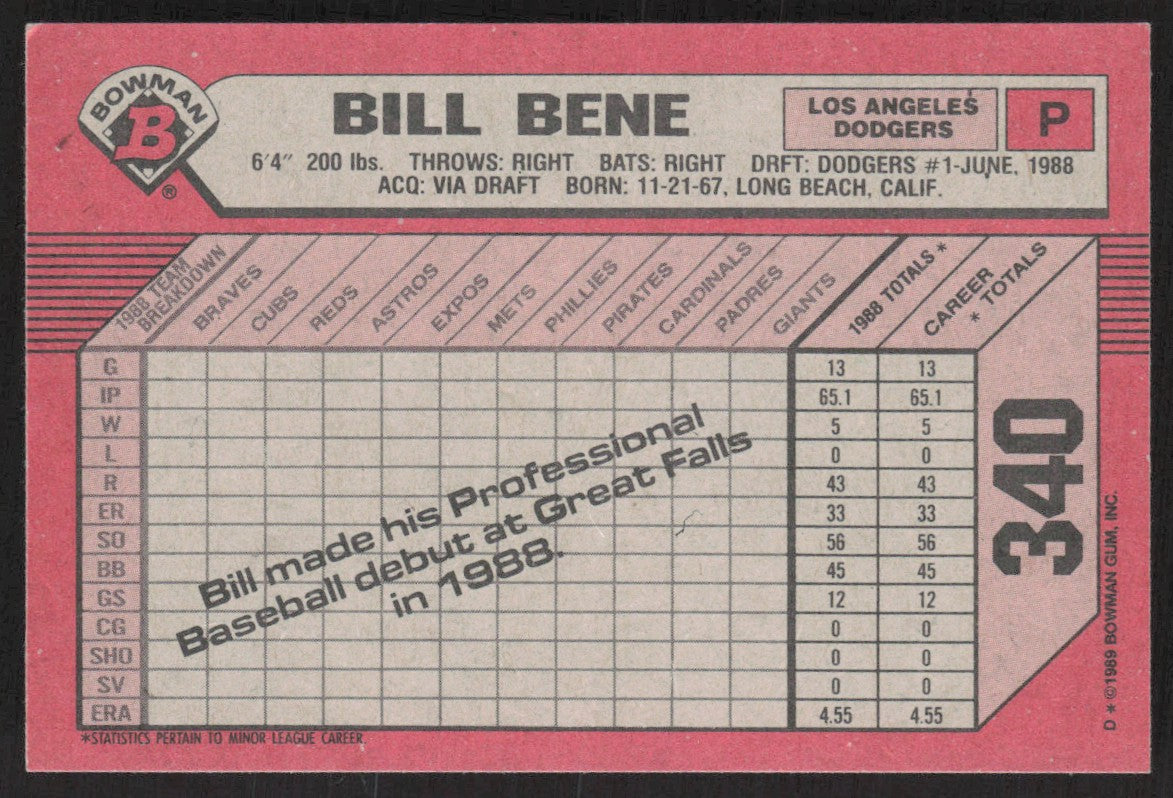 BOWMAN
B
®
BILL BENE
LOS ANGELES
DODGERS
P
6'4" 200 lbs. THROWS: RIGHT BATS: RIGHT DRFT: DODGERS #1-JUNE, 1988
ACQ: VIA DRAFT BORN: 11-21-67, LONG BEACH, CALIF.
1988 TEAM
BREAKDOWN
BRAVES
CUBS
REDS
ASTROS
EXPOS
METS
PHILLIES
PIRATES
CARDINALS
PADRES
GIANTS
1988 TOTALS *
CAREER
* TOTALS
G 13 13
IP 65.1 65.1
W 5 5
L 0 0
R 43 43
ER 33 33
SO 56 56
BB 45 45
GS 12 12
CG 0 0
SHO 0 0
SV 0 0
ERA 4.55 4.55
Bill made his Professional
Baseball debut at Great Falls
in 1988.
340
*STATISTICS PERTAIN TO MINOR LEAGUE CAREER
D * ©1989 BOWMAN GUM, INC.